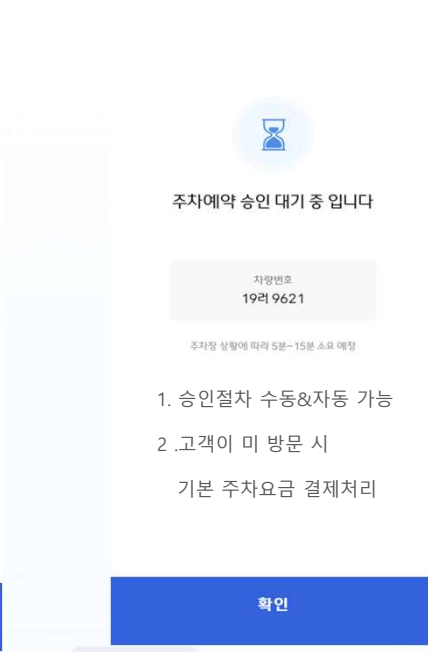 주차예약 승인 대기 중 입니다
차량번호
19러 9621
주차장 상황에 따라 5분~15분 소요 예정
1. 승인절차 수동&자동 가능
2 .고객이 미 방문 시
기본 주차요금 결제처리
확인